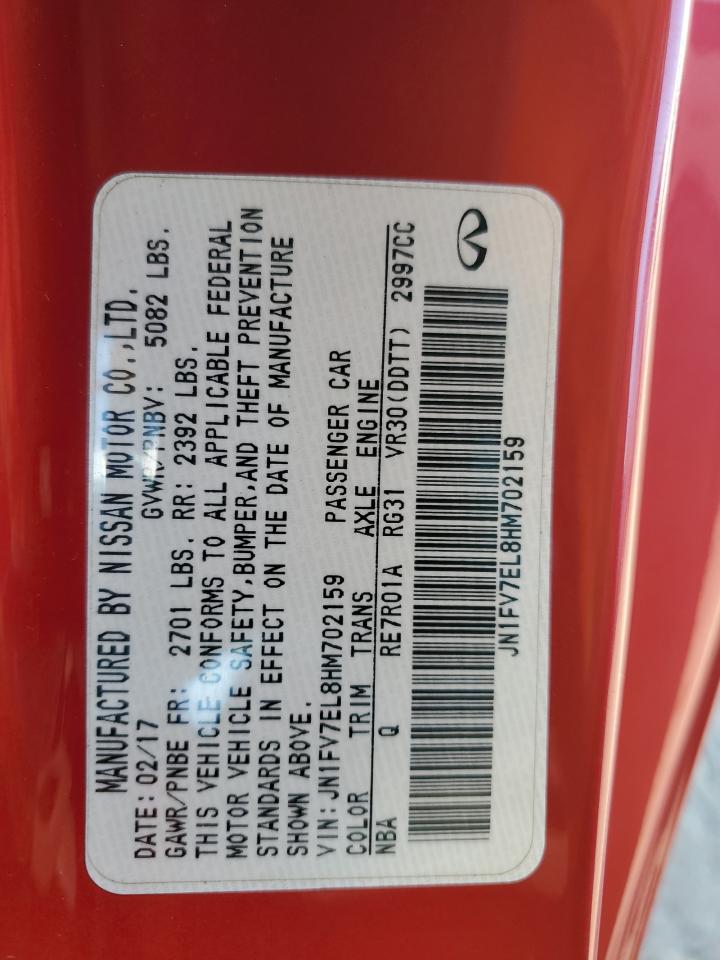 MANUFACTURED BY NISSAN MOTOR CO.,LTD.
DATE: 02/17 GVWR/PNBV: 5082 LBS.
GAWR/PNBE FR: 2701 LBS. RR: 2392 LBS.
THIS VEHICLE CONFORMS TO ALL APPLICABLE FEDERAL
MOTOR VEHICLE SAFETY,BUMPER,AND THEFT PREVENTION
STANDARDS IN EFFECT ON THE DATE OF MANUFACTURE
SHOWN ABOVE.
VIN: JN1FV7EL8HM702159 PASSENGER CAR
COLOR TRIM TRANS AXLE ENGINE
NBA Q RE7R01A RG31 VR30(DDTT) 2997CC
JN1FV7EL8HM702159